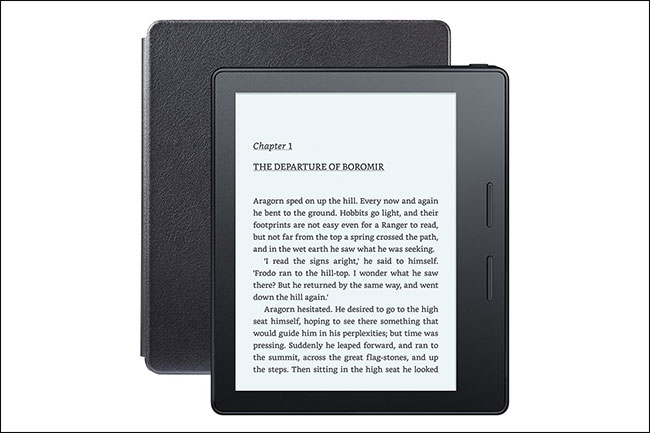 Chapter 1
THE DEPARTURE OF BOROMIR
Aragorn sped on up the hill. Every now and again
he bent to the ground. Hobbits go light, and their
footprints are not easy even for a Ranger to read,
but not far from the top a spring crossed the path,
and in the wet earth he saw what he was seeking.
'I read the signs aright,' he said to himself.
'Frodo ran to the hill-top. I wonder what he saw
there? But he returned by the same way, and went
down the hill again.'
Aragorn hesitated. He desired to go to the high
seat himself, hoping to see there something that
would guide him in his perplexities; but time was
pressing. Suddenly he leaped forward, and ran to
the summit, across the great flag-stones, and up
the steps. Then sitting in the high seat he looked